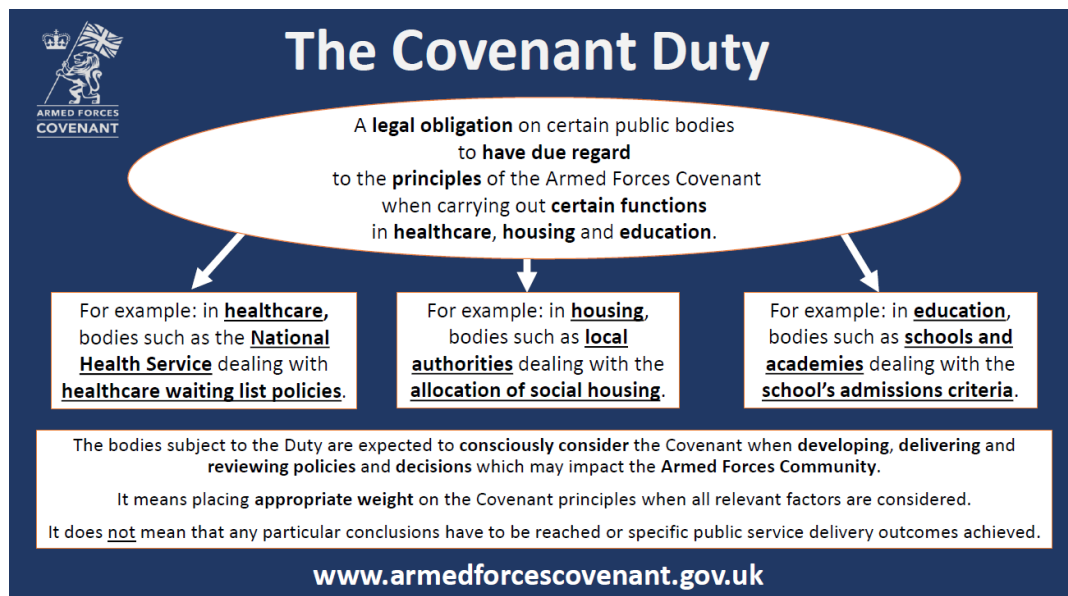 ARMED FORCES
COVENANT
The Covenant Duty
A legal obligation on certain public bodies
to have due regard
to the principles of the Armed Forces Covenant
when carrying out certain functions
in healthcare, housing and education.
For example: in healthcare,
bodies such as the National
Health Service dealing with
healthcare waiting list policies.
For example: in housing,
bodies such as local
authorities dealing with the
allocation of social housing.
For example: in education,
bodies such as schools and
academies dealing with the
school’s admissions criteria.
The bodies subject to the Duty are expected to consciously consider the Covenant when developing, delivering and
reviewing policies and decisions which may impact the Armed Forces Community.
It means placing appropriate weight on the Covenant principles when all relevant factors are considered.
It does not mean that any particular conclusions have to be reached or specific public service delivery outcomes achieved.
www.armedforcescovenant.gov.uk